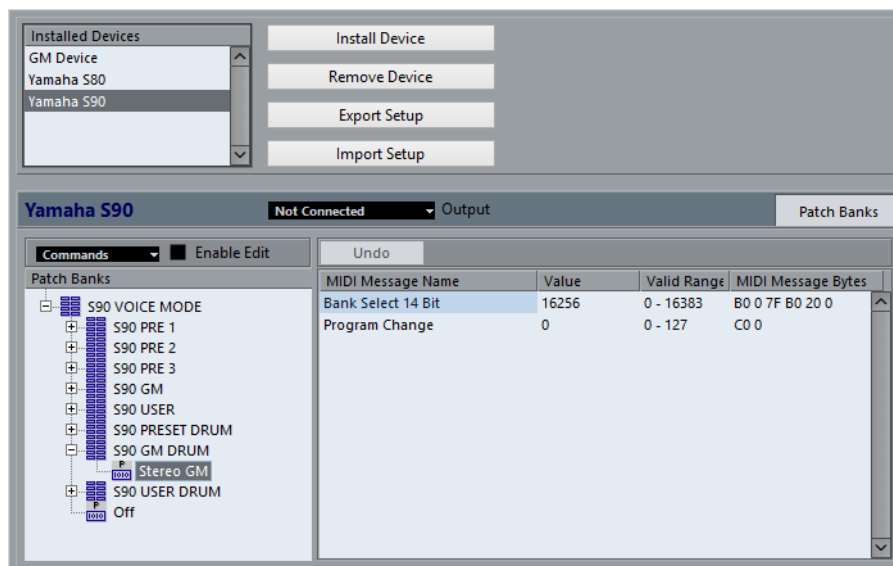 Installed Devices
GM Device
Yamaha S80
Yamaha S90
Install Device
Remove Device
Export Setup
Import Setup
Yamaha S90
Not Connected
Output
Patch Banks
Commands
Enable Edit
Undo
Patch Banks
S90 VOICE MODE
S90 PRE 1
S90 PRE 2
S90 PRE 3
S90 GM
S90 USER
S90 PRESET DRUM
S90 GM DRUM
P
1010
Stereo GM
S90 USER DRUM
P
1010
Off
MIDI Message Name Value Valid Range MIDI Message Bytes
Bank Select 14 Bit 16256 0 - 16383 B0 0 7F B0 20 0
Program Change 0 0 - 127 C0 0